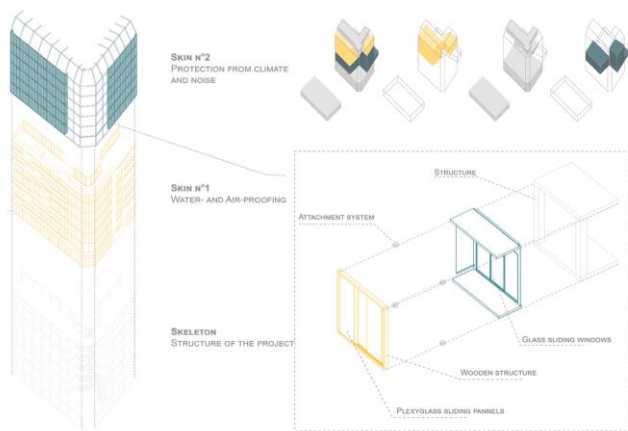 SKIN N°2
PROTECTION FROM CLIMATE
AND NOISE
SKIN N°1
WATER- AND AIR-PROOFING
SKELETON
STRUCTURE OF THE PROJECT
STRUCTURE
ATTACHMENT SYSTEM
GLASS SLIDING WINDOWS
WOODEN STRUCTURE
PLEXYGLASS SLIDING PANNELS